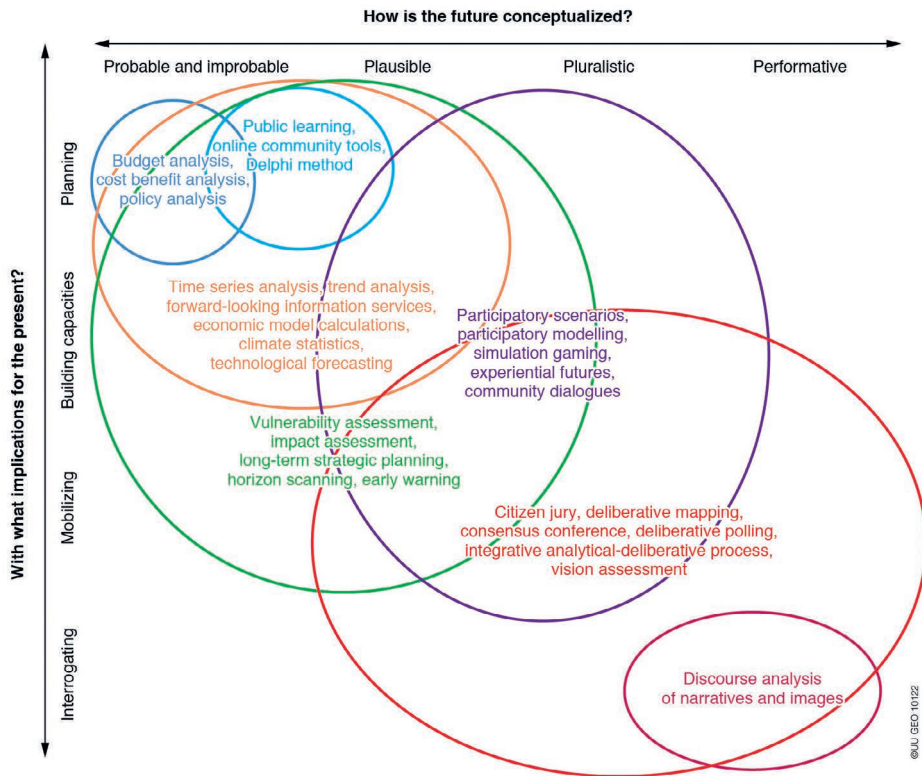 How is the future conceptualized?
Probable and improbable
Plausible
Pluralistic
Performative
With what implications for the present?
Planning
Building capacities
Mobilizing
Interrogating
Public learning,
online community tools,
Delphi method
Budget analysis,
cost benefit analysis,
policy analysis
Time series analysis, trend analysis,
forward-looking information services,
economic model calculations,
climate statistics,
technological forecasting
Participatory scenarios,
participatory modelling,
simulation gaming,
experiential futures,
community dialogues
Vulnerability assessment,
impact assessment,
long-term strategic planning,
horizon scanning, early warning
Citizen jury, deliberative mapping,
consensus conference, deliberative polling,
integrative analytical-deliberative process,
vision assessment
Discourse analysis
of narratives and images
©UU GEO 10122